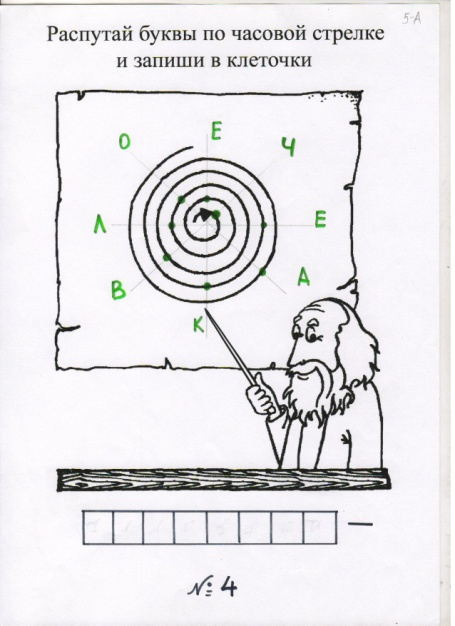 5-А
Распутай буквы по часовой стрелке
и запиши в клеточки
О Е Ч
Л Е
В К А
—
№ 4